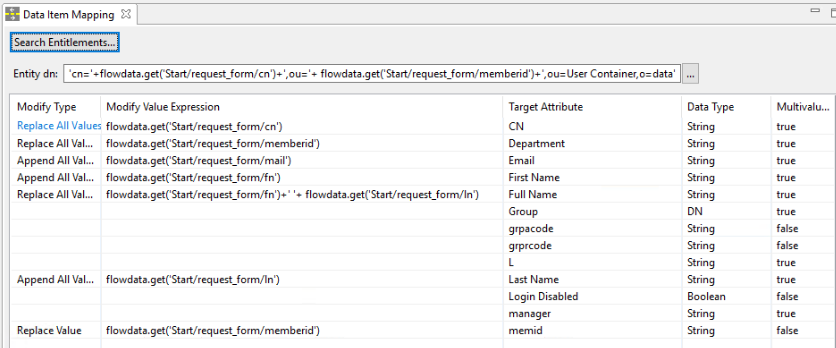 Data Item Mapping
Search Entitlements...
Entity dn: 'cn='+flowdata.get('Start/request_form/cn')+',ou='+ flowdata.get('Start/request_form/memberid')+',ou=User Container,o=data' ...
Modify Type Modify Value Expression Target Attribute Data Type Multivalu...
Replace All Values flowdata.get('Start/request_form/cn') CN String true
Replace All Val... flowdata.get('Start/request_form/memberid') Department String true
Append All Val... flowdata.get('Start/request_form/mail') Email String true
Append All Val... flowdata.get('Start/request_form/fn') First Name String true
Replace All Val... flowdata.get('Start/request_form/fn')+' '+ flowdata.get('Start/request_form/ln') Full Name String true
Group DN true
grpacode String false
grprcode String false
L String true
Append All Val... flowdata.get('Start/request_form/ln') Last Name String true
Login Disabled Boolean false
manager String true
Replace Value flowdata.get('Start/request_form/memberid') memid String false